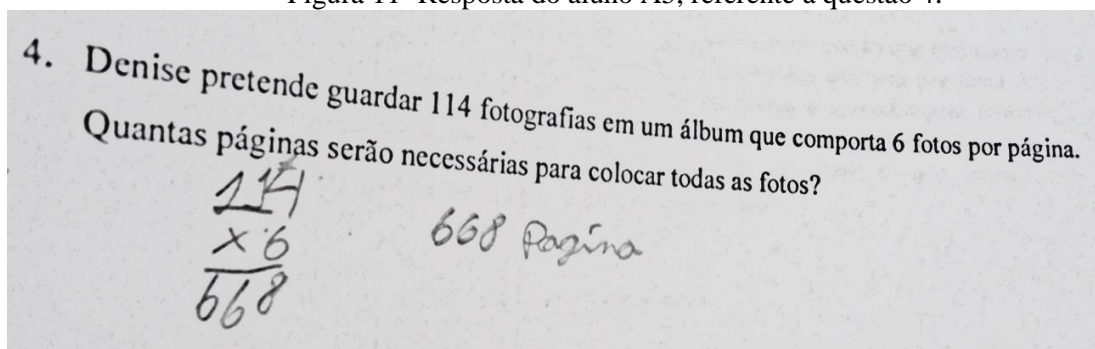 Figura 11- Resposta do aluno A5, referente à questão 4.
4. Denise pretende guardar 114 fotografias em um álbum que comporta 6 fotos por página.
Quantas páginas serão necessárias para colocar todas as fotos?
114
x 6
668
668 Pagina